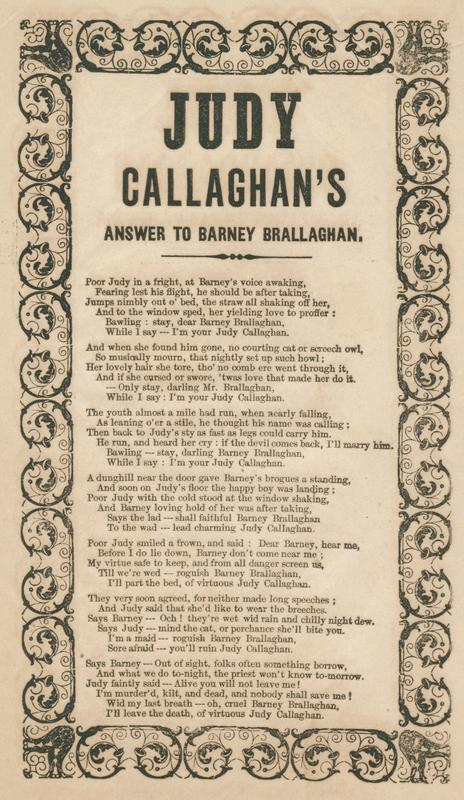 JUDY
CALLAGHAN'S
ANSWER TO BARNEY BRALLAGHAN.
Poor Judy in a fright, at Barney's voice awaking,
Fearing lest his flight, he should be after taking,
Jumps nimbly out o' bed, the straw all shaking off her,
And to the window sped, her yielding love to proffer :
Bawling : stay, dear Barney Brallaghan,
While I say --- I'm your Judy Callaghan.
And when she found him gone, no courting cat or screech owl,
So musically mourn, that nightly set up such howl ;
Her lovely hair she tore, tho' no comb ere went through it,
And if she cursed or swore, 'twas love that made her do it.
--- Only stay, darling Mr. Brallaghan,
While I say : I'm your Judy Callaghan.
The youth almost a mile had run, when nearly falling,
As leaning o'er a stile, he thought his name was calling ;
Then back to Judy's sty as fast as legs could carry him.
He run, and heard her cry : if the devil comes back, I'll marry him.
Bawling --- stay, darling Barney Brallaghan,
While I say : I'm your Judy Callaghan.
A dunghill near the door gave Barney's brogues a standing,
And soon on Judy's floor the happy boy was landing ;
Poor Judy with the cold stood at the window shaking,
And Barney loving hold of her was after taking,
Says the lad --- shall faithful Barney Brallaghan
To the wad --- lead charming Judy Callaghan.
Poor Judy smiled a frown, and said : Dear Barney, hear me,
Before I do lie down, Barney don't come near me ;
My virtue safe to keep, and from all danger screen us,
Till we're wed --- roguish Barney Brallaghan,
I'll part the bed, of virtuous Judy Callaghan.
They very soon agreed, for neither made long speeches ;
And Judy said that she'd like to wear the breeches.
Says Barney --- Och ! they're wet wid rain and chilly night dew.
Says Judy --- mind the cat, or perchance she'll bite you.
I'm a maid --- roguish Barney Brallaghan,
Sore afraid --- you'll ruin Judy Callaghan.
Says Barney --- Out of sight, folks often something borrow,
And what we do to-night, the priest won't know to-morrow.
Judy faintly said --- Alive you will not leave me !
I'm murder'd, kilt, and dead, and nobody shall save me !
Wid my last breath --- oh, cruel Barney Brallaghan,
I'll leave the death, of virtuous Judy Callaghan.